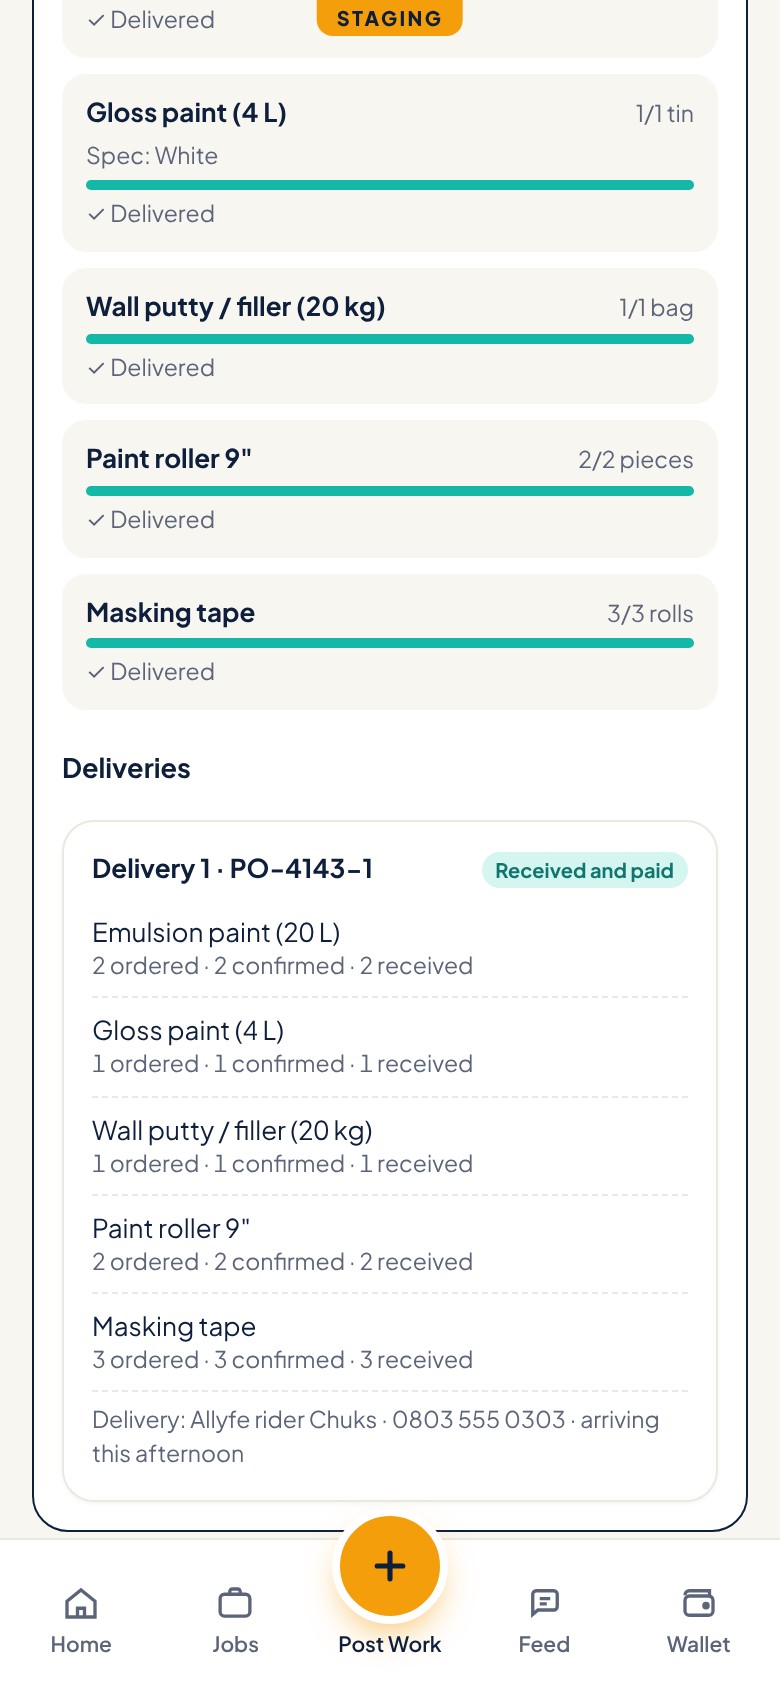 ✓ Delivered
STAGING
Gloss paint (4 L)
1/1 tin
Spec: White
✓ Delivered
Wall putty / filler (20 kg)
1/1 bag
✓ Delivered
Paint roller 9"
2/2 pieces
✓ Delivered
Masking tape
3/3 rolls
✓ Delivered
Deliveries
Delivery 1 · PO-4143-1
Received and paid
Emulsion paint (20 L)
2 ordered · 2 confirmed · 2 received
Gloss paint (4 L)
1 ordered · 1 confirmed · 1 received
Wall putty / filler (20 kg)
1 ordered · 1 confirmed · 1 received
Paint roller 9"
2 ordered · 2 confirmed · 2 received
Masking tape
3 ordered · 3 confirmed · 3 received
Delivery: Allyfe rider Chuks · 0803 555 0303 · arriving
this afternoon
Home
Jobs
Post Work
Feed
Wallet